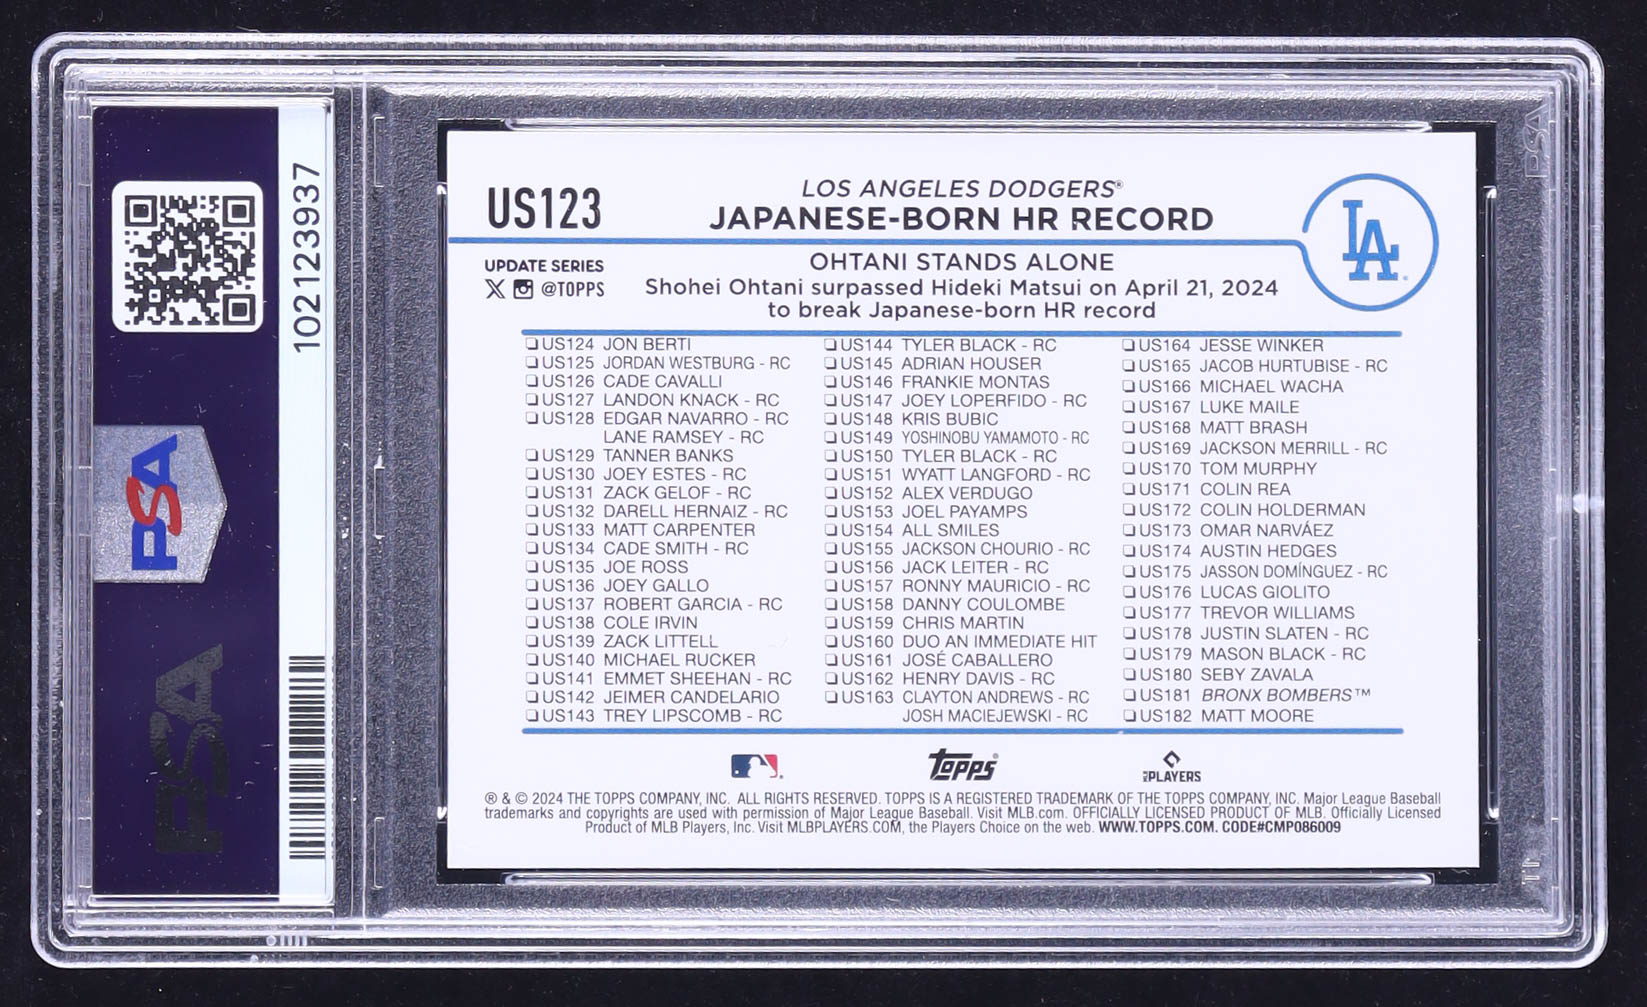 102123937
PSA
PSA
US123
LOS ANGELES DODGERS®
JAPANESE-BORN HR RECORD
LA
UPDATE SERIES
X @TOPPS
OHTANI STANDS ALONE
Shohei Ohtani surpassed Hideki Matsui on April 21, 2024
to break Japanese-born HR record
US124 JON BERTI
US125 JORDAN WESTBURG - RC
US126 CADE CAVALLI
US127 LANDON KNACK - RC
US128 EDGAR NAVARRO - RC
LANE RAMSEY - RC
US129 TANNER BANKS
US130 JOEY ESTES - RC
US131 ZACK GELOF - RC
US132 DARELL HERNAIZ - RC
US133 MATT CARPENTER
US134 CADE SMITH - RC
US135 JOE ROSS
US136 JOEY GALLO
US137 ROBERT GARCIA - RC
US138 COLE IRVIN
US139 ZACK LITTELL
US140 MICHAEL RUCKER
US141 EMMET SHEEHAN - RC
US142 JEIMER CANDELARIO
US143 TREY LIPSCOMB - RC
US144 TYLER BLACK - RC
US145 ADRIAN HOUSER
US146 FRANKIE MONTAS
US147 JOEY LOPERFIDO - RC
US148 KRIS BUBIC
US149 YOSHINOBU YAMAMOTO - RC
US150 TYLER BLACK - RC
US151 WYATT LANGFORD - RC
US152 ALEX VERDUGO
US153 JOEL PAYAMPS
US154 ALL SMILES
US155 JACKSON CHOURIO - RC
US156 JACK LEITER - RC
US157 RONNY MAURICIO - RC
US158 DANNY COULOMBE
US159 CHRIS MARTIN
US160 DUO AN IMMEDIATE HIT
US161 JOSÉ CABALLERO
US162 HENRY DAVIS - RC
US163 CLAYTON ANDREWS - RC
JOSH MACIEJEWSKI - RC
US164 JESSE WINKER
US165 JACOB HURTUBISE - RC
US166 MICHAEL WACHA
US167 LUKE MAILE
US168 MATT BRASH
US169 JACKSON MERRILL - RC
US170 TOM MURPHY
US171 COLIN REA
US172 COLIN HOLDERMAN
US173 OMAR NARVÁEZ
US174 AUSTIN HEDGES
US175 JASSON DOMÍNGUEZ - RC
US176 LUCAS GIOLITO
US177 TREVOR WILLIAMS
US178 JUSTIN SLATEN - RC
US179 MASON BLACK - RC
US180 SEBY ZAVALA
US181 BRONX BOMBERS™
US182 MATT MOORE
topps®
MLB PLAYERS
® & © 2024 THE TOPPS COMPANY, INC. ALL RIGHTS RESERVED. TOPPS IS A REGISTERED TRADEMARK OF THE TOPPS COMPANY, INC. Major League Baseball
trademarks and copyrights are used with permission of Major League Baseball. Visit MLB.com. OFFICIALLY LICENSED PRODUCT OF MLB. Officially Licensed
Product of MLB Players, Inc. Visit MLBPLAYERS.COM, the Players Choice on the web. WWW.TOPPS.COM. CODE#CMP086009
PSA